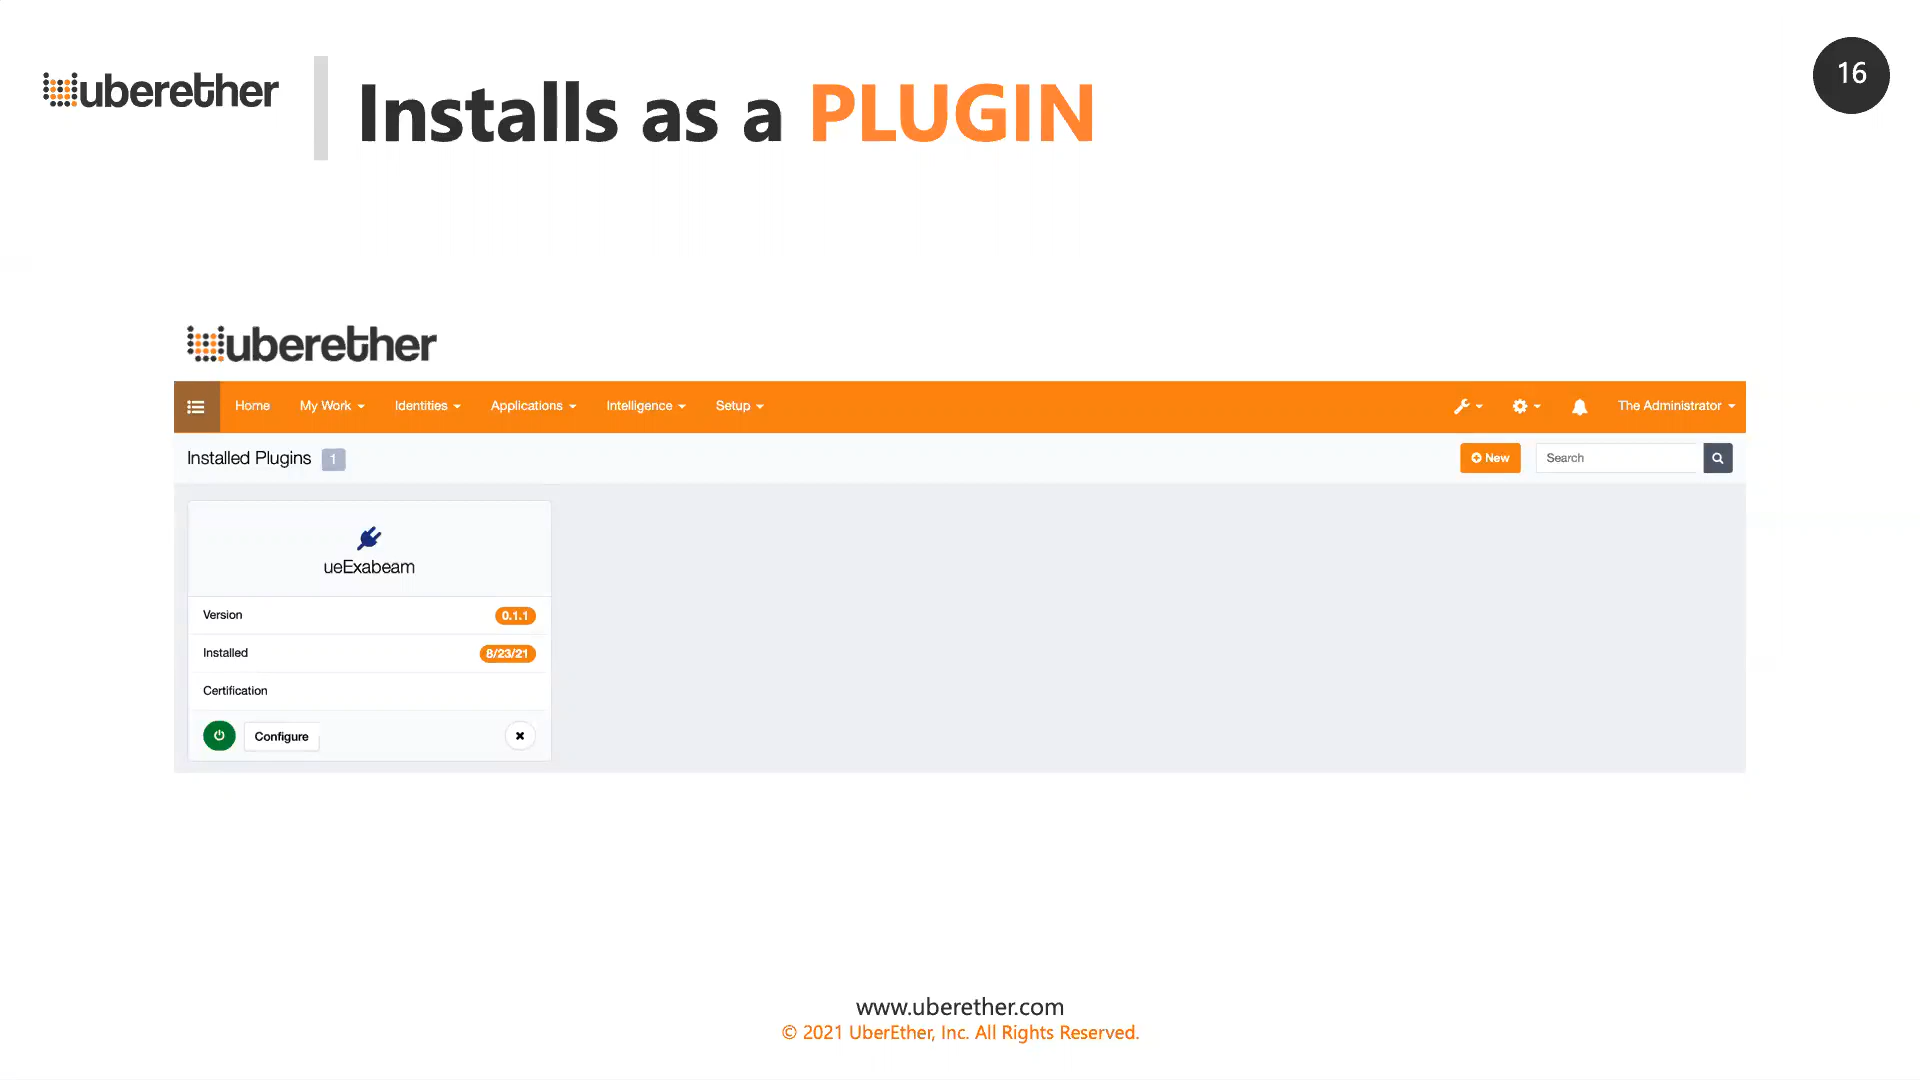 uberether
Installs as a PLUGIN
16
uberether
Home My Work Identities Applications Intelligence Setup The Administrator
Installed Plugins 1 New Search
ueExabeam
Version 0.1.1
Installed 8/23/21
Certification
Configure
www.uberether.com
© 2021 UberEther, Inc. All Rights Reserved.